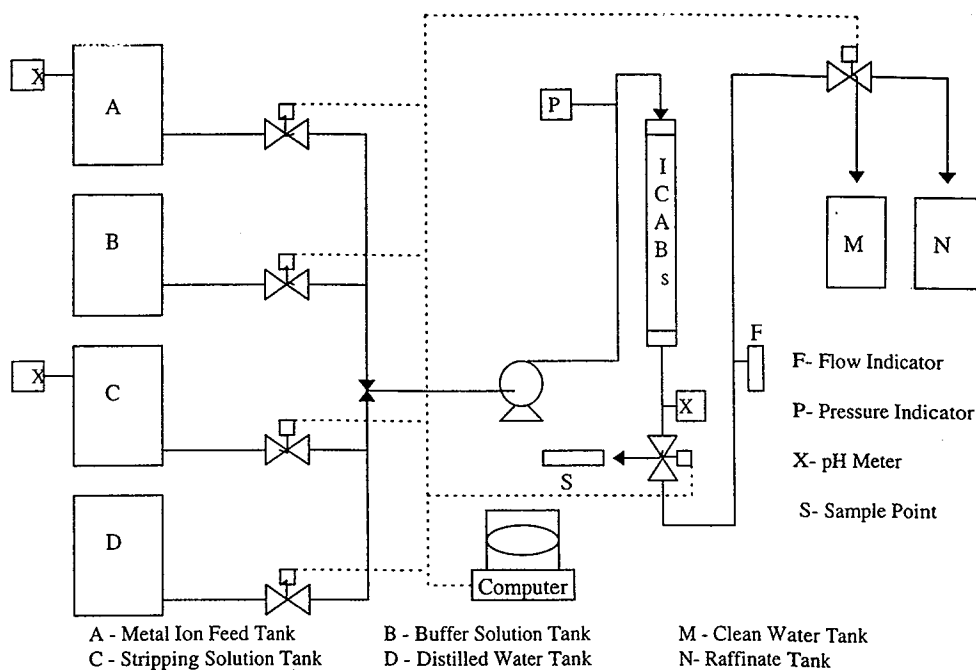 X
A
B
X
C
D
P
I
C
A
B
s
X
S
Computer
M
N
F
F- Flow Indicator
P- Pressure Indicator
X- pH Meter
S- Sample Point
A - Metal Ion Feed Tank
B - Buffer Solution Tank
M - Clean Water Tank
C - Stripping Solution Tank
D - Distilled Water Tank
N- Raffinate Tank